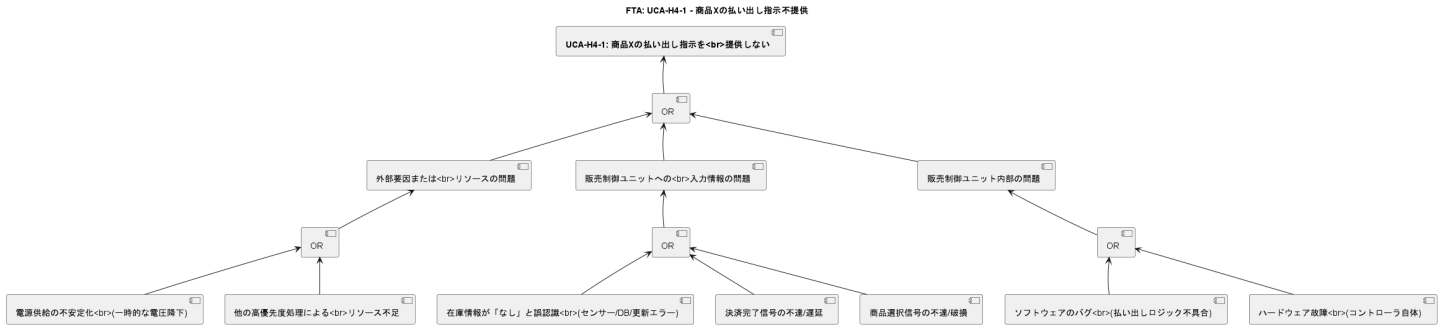 FTA: UCA-H4-1 - 商品Xの払い出し指示不提供
UCA-H4-1: 商品Xの払い出し指示を<br>提供しない
OR
外部要因または<br>リソースの問題
販売制御ユニットへの<br>入力情報の問題
販売制御ユニット内部の問題
OR
OR
OR
電源供給の不安定化<br>(一時的な電圧降下)
他の高優先度処理による<br>リソース不足
在庫情報が「なし」と誤認識<br>(センサー/DB/更新エラー)
決済完了信号の不達/遅延
商品選択信号の不達/破損
ソフトウェアのバグ<br>(払い出しロジック不具合)
ハードウェア故障<br>(コントローラ自体)